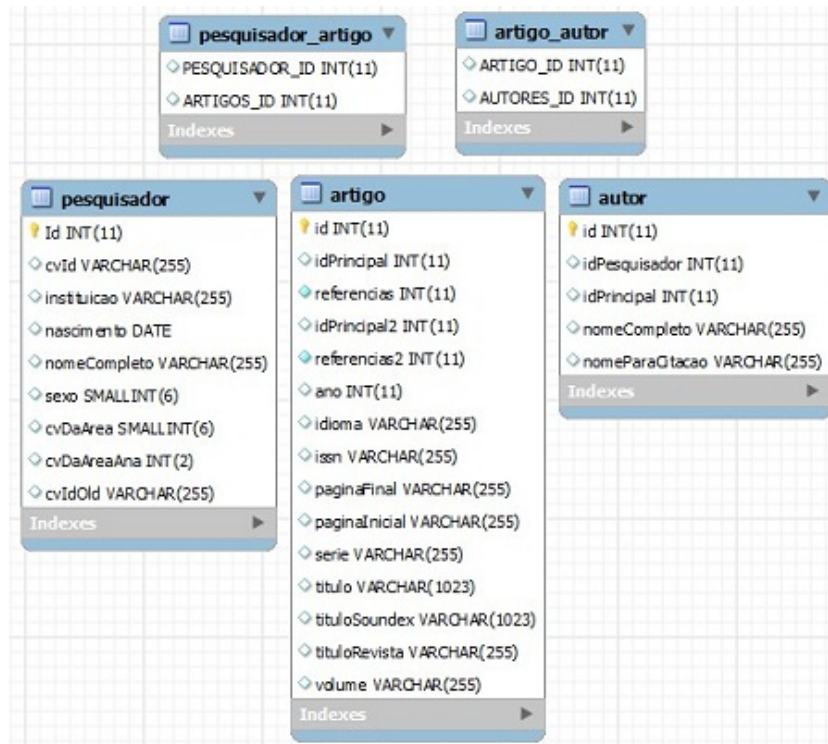 pesquisador_artigo
PESQUISADOR_ID INT(11)
ARTIGOS_ID INT(11)
Indexes
artigo_autor
ARTIGO_ID INT(11)
AUTORES_ID INT(11)
Indexes
pesquisador
Id INT(11)
cvId VARCHAR(255)
instituicao VARCHAR(255)
nascimento DATE
nomeCompleto VARCHAR(255)
sexo SMALLINT(6)
cvDaArea SMALLINT(6)
cvDaAreaAna INT(2)
cvIdOld VARCHAR(255)
Indexes
artigo
id INT(11)
idPrincipal INT(11)
referencias INT(11)
idPrincipal2 INT(11)
referencias2 INT(11)
ano INT(11)
idioma VARCHAR(255)
issn VARCHAR(255)
paginaFinal VARCHAR(255)
paginaInicial VARCHAR(255)
serie VARCHAR(255)
titulo VARCHAR(1023)
tituloSoundex VARCHAR(1023)
tituloRevista VARCHAR(255)
volume VARCHAR(255)
Indexes
autor
id INT(11)
idPesquisador INT(11)
idPrincipal INT(11)
nomeCompleto VARCHAR(255)
nomeParaCitacao VARCHAR(255)
Indexes